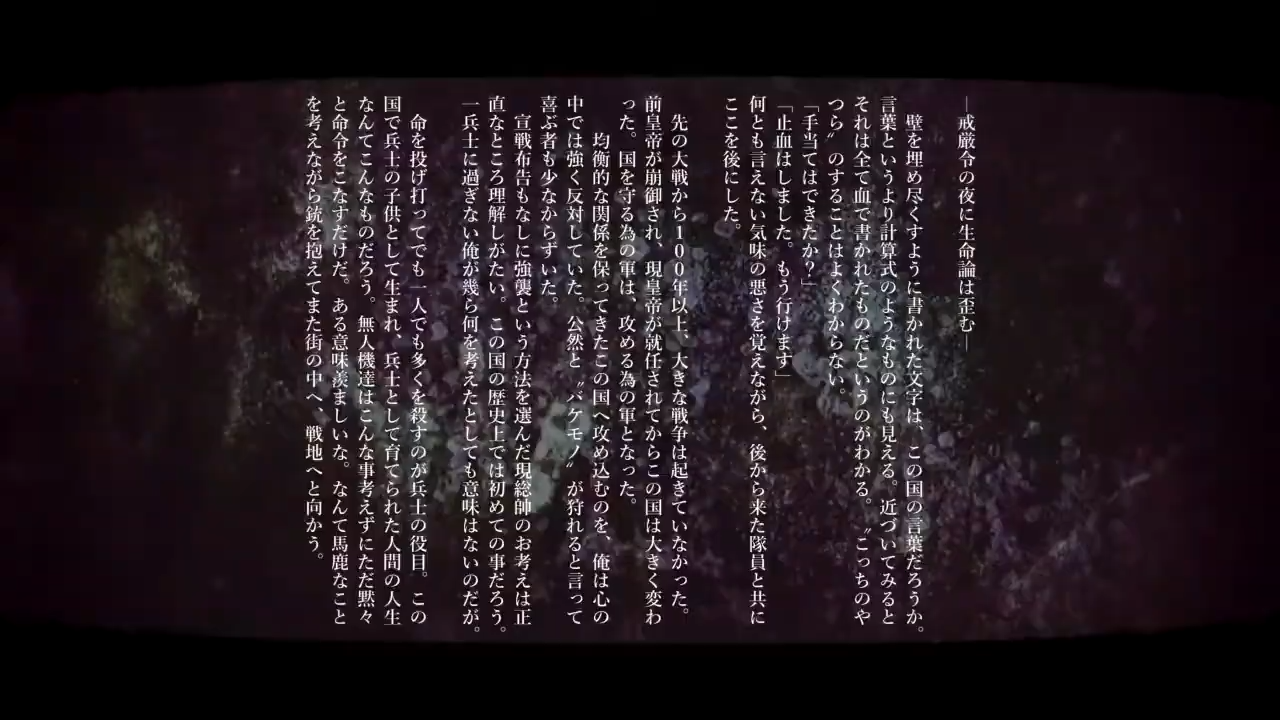 ―戒厳令の夜に生命論は歪む―
壁を埋め尽くすように書かれた文字は、この国の言葉だろうか。
言葉というより計算式のようなものにも見える。近づいてみると
それは全て血で書かれたものだというのがわかる。〝こっちのや
つら〟のすることはよくわからない。
「手当てはできたか？」
「止血はしました。もう行けます」
何とも言えない気味の悪さを覚えながら、後から来た隊員と共に
ここを後にした。
先の大戦から１００年以上、大きな戦争は起きていなかった。
前皇帝が崩御され、現皇帝が就任されてからこの国は大きく変わ
った。国を守る為の軍は、攻める為の軍となった。
均衡的な関係を保ってきたこの国へ攻め込むのを、俺は心の
中では強く反対していた。公然と〝バケモノ〟が狩れると言って
喜ぶ者も少なからずいた。
宣戦布告もなしに強襲という方法を選んだ現総帥のお考えは正
直なところ理解しがたい。この国の歴史上では初めての事だろう。
一兵士に過ぎない俺が幾ら何を考えたとしても意味はないのだが。
命を投げ打ってでも一人でも多くを殺すのが兵士の役目。この
国で兵士の子供として生まれ、兵士として育てられた人間の人生
なんてこんなものだろう。無人機達はこんな事考えずにただ黙々
と命令をこなすだけだ。ある意味羨ましいな。なんて馬鹿なこと
を考えながら銃を抱えてまた街の中へ、戦地へと向かう。